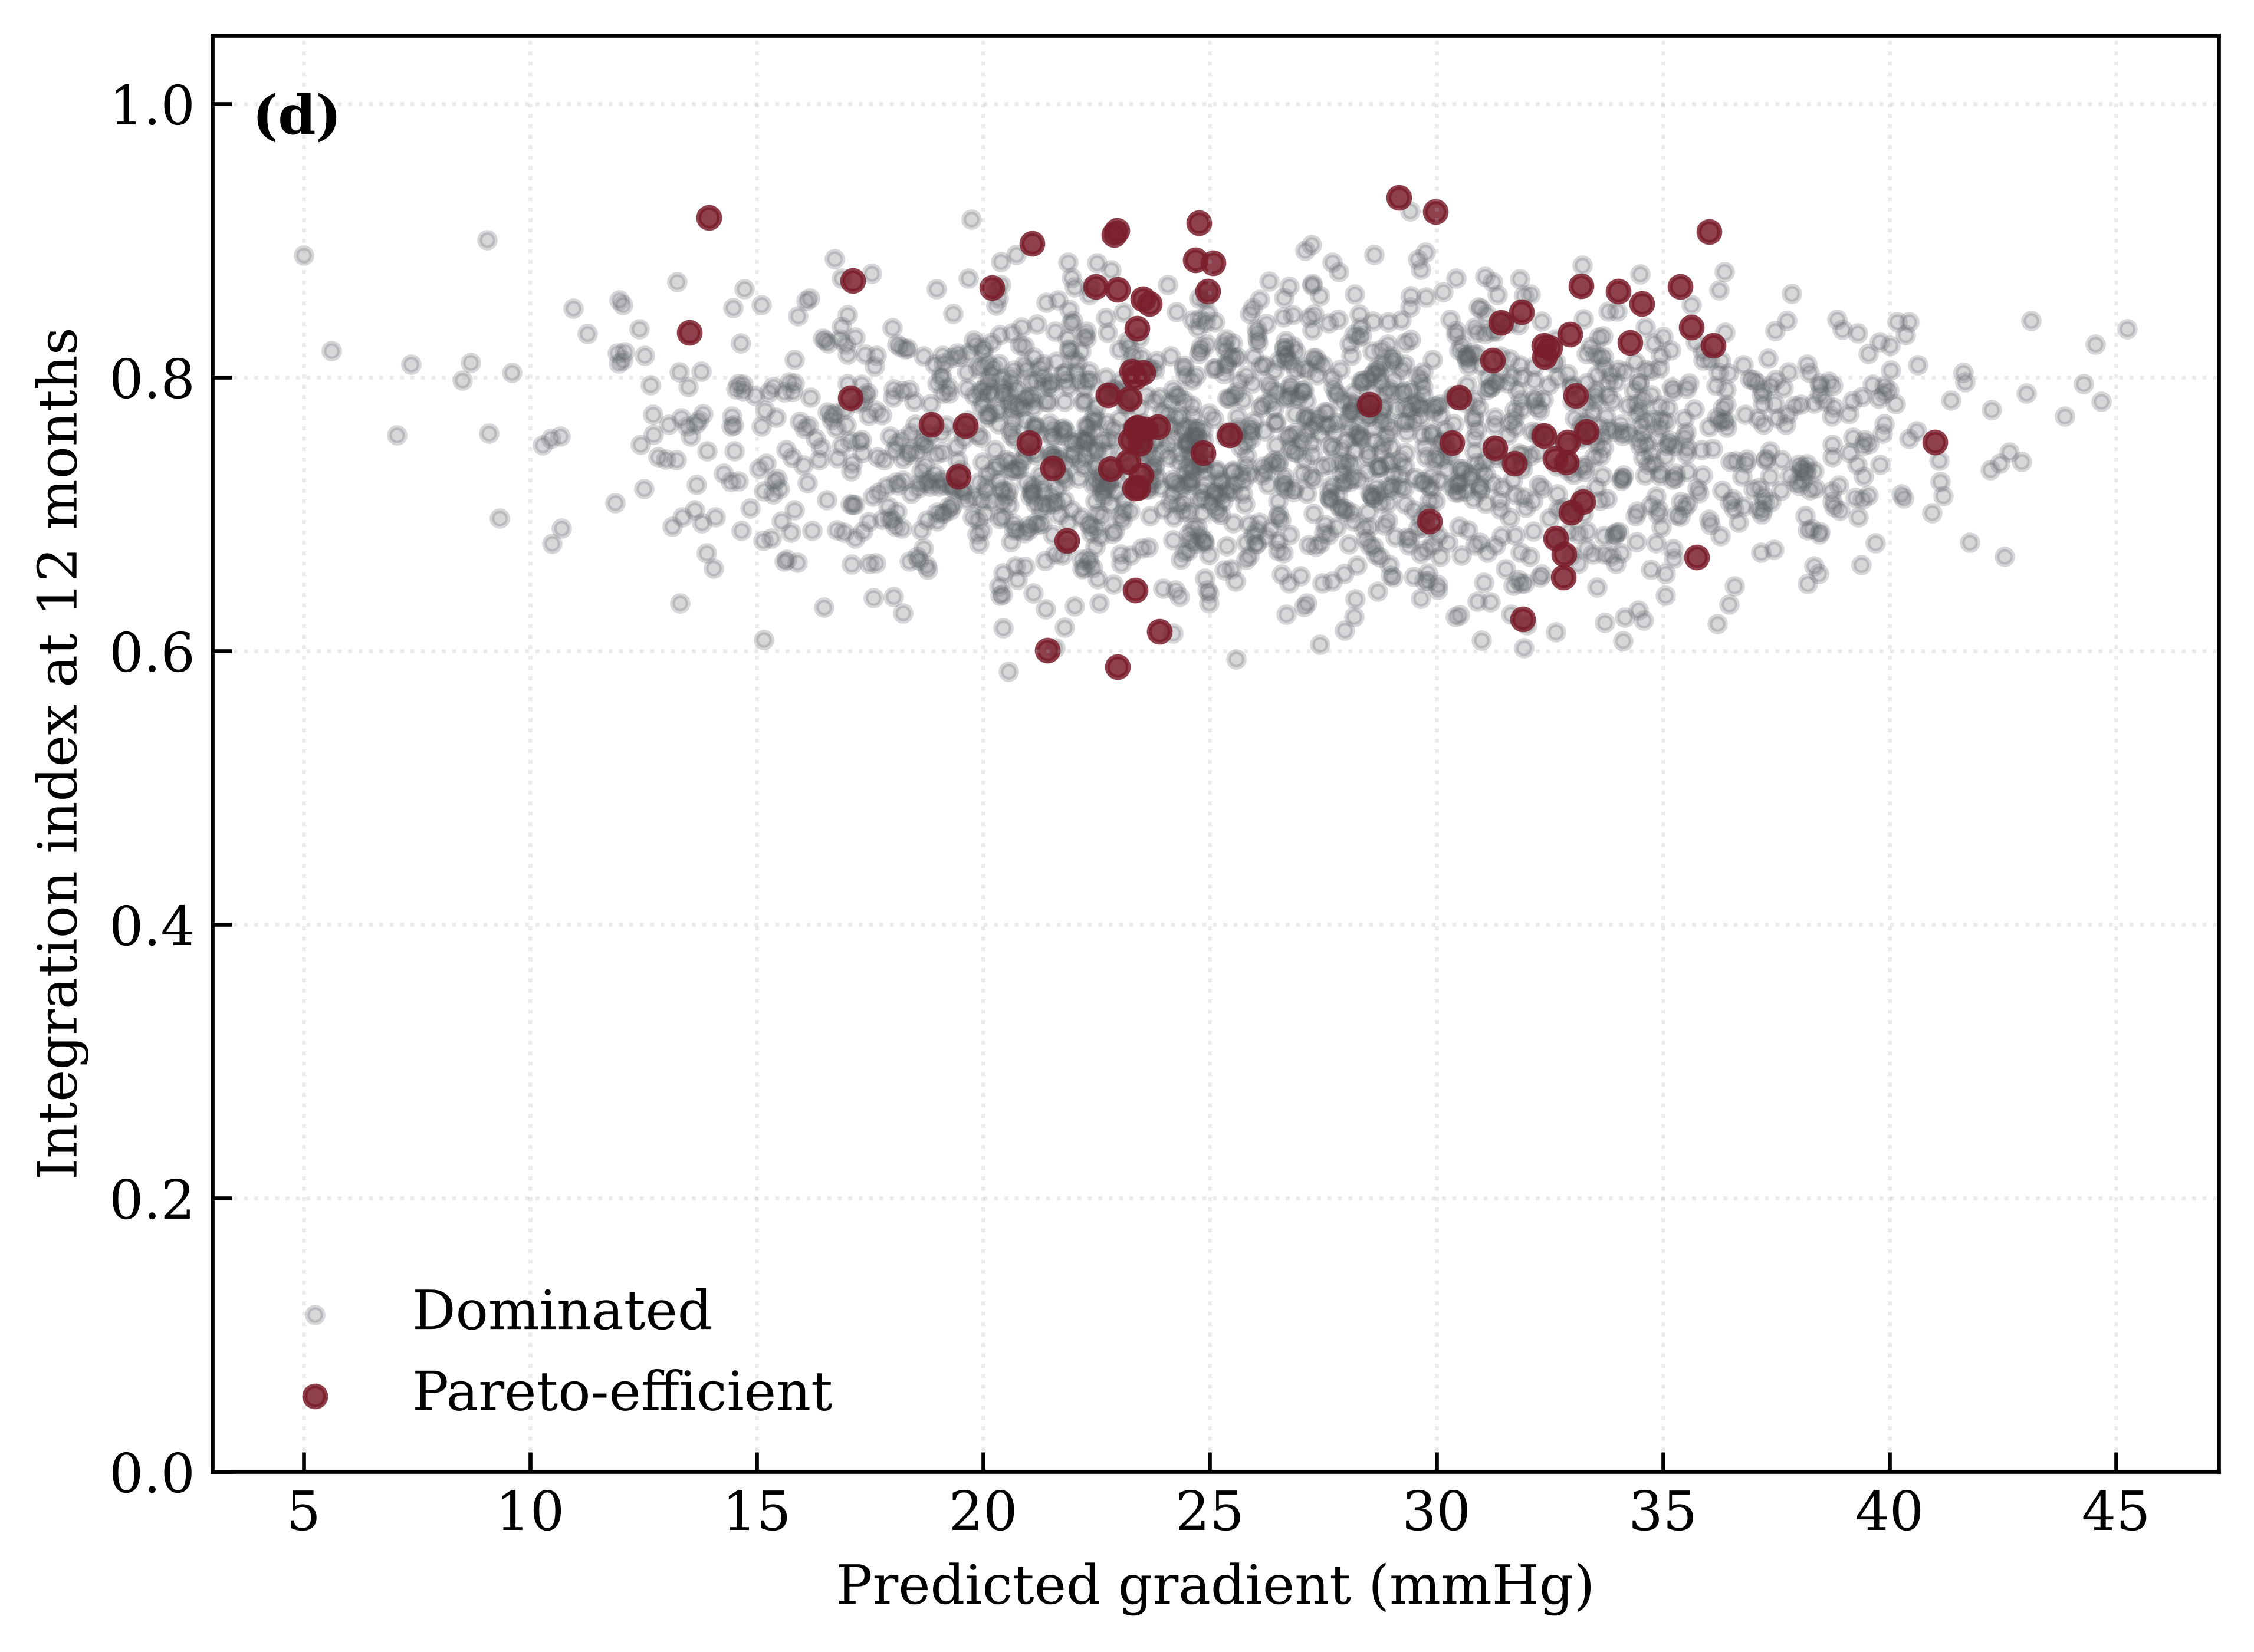 (d)
Integration index at 12 months
1.0
0.8
0.6
0.4
0.2
0.0
Dominated
Pareto-efficient
5 10 15 20 25 30 35 40 45
Predicted gradient (mmHg)